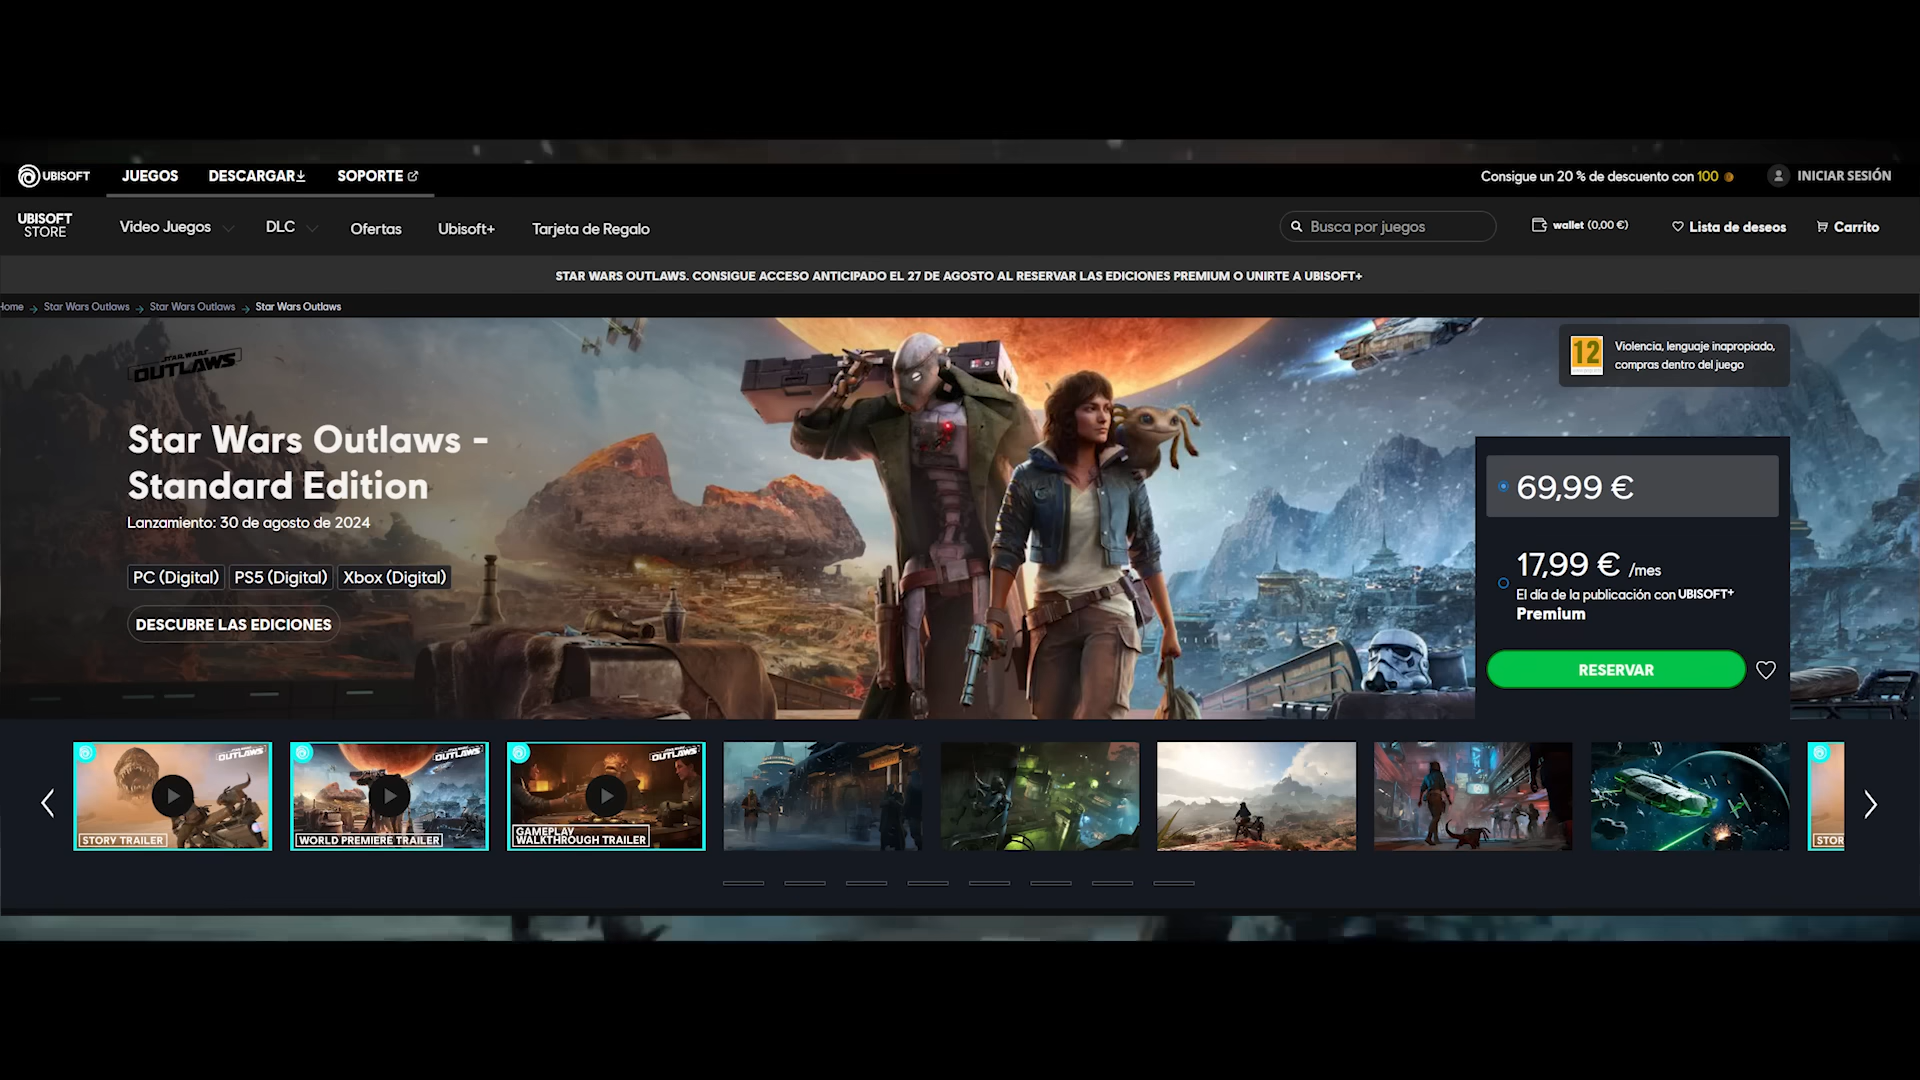 UBISOFT
JUEGOS
DESCARGAR
SOPORTE
Consigue un 20 % de descuento con 100
INICIAR SESIÓN
UBISOFT
STORE
Video Juegos
DLC
Ofertas
Ubisoft+
Tarjeta de Regalo
Busca por juegos
wallet (0,00 €)
Lista de deseos
Carrito
STAR WARS OUTLAWS. CONSIGUE ACCESO ANTICIPADO EL 27 DE AGOSTO AL RESERVAR LAS EDICIONES PREMIUM O UNIRTE A UBISOFT+
Home
Star Wars Outlaws
Star Wars Outlaws
Star Wars Outlaws
STAR WARS
OUTLAWS
12
Violencia, lenguaje inapropiado,
compras dentro del juego
Star Wars Outlaws -
Standard Edition
Lanzamiento: 30 de agosto de 2024
PC (Digital)
PS5 (Digital)
Xbox (Digital)
DESCUBRE LAS EDICIONES
69,99 €
17,99 € /mes
El día de la publicación con UBISOFT+
Premium
RESERVAR
OUTLAWS
STORY TRAILER
OUTLAWS
WORLD PREMIERE TRAILER
OUTLAWS
GAMEPLAY
WALKTHROUGH TRAILER
STOR